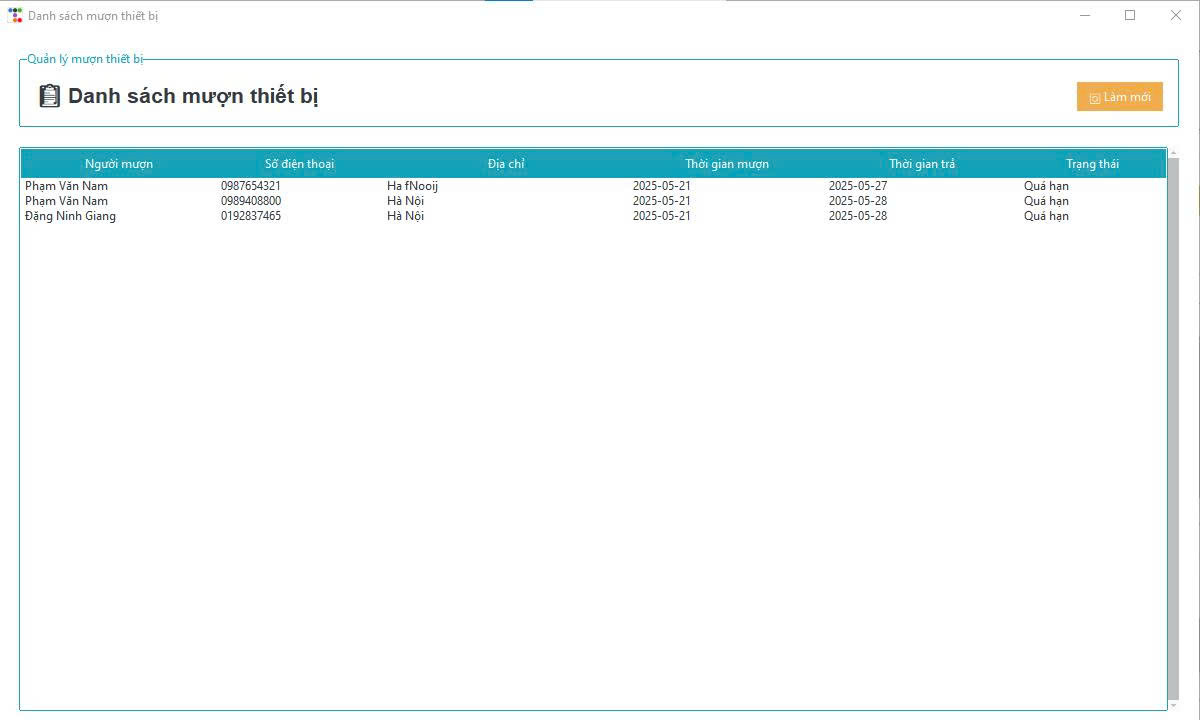 Danh sách mượn thiết bị
Quản lý mượn thiết bị
Danh sách mượn thiết bị
Làm mới
Người mượn Số điện thoại Địa chỉ Thời gian mượn Thời gian trả Trạng thái
Phạm Văn Nam 0987654321 Ha fNooij 2025-05-21 2025-05-27 Quá hạn
Phạm Văn Nam 0989408800 Hà Nội 2025-05-21 2025-05-28 Quá hạn
Đặng Ninh Giang 0192837465 Hà Nội 2025-05-21 2025-05-28 Quá hạn